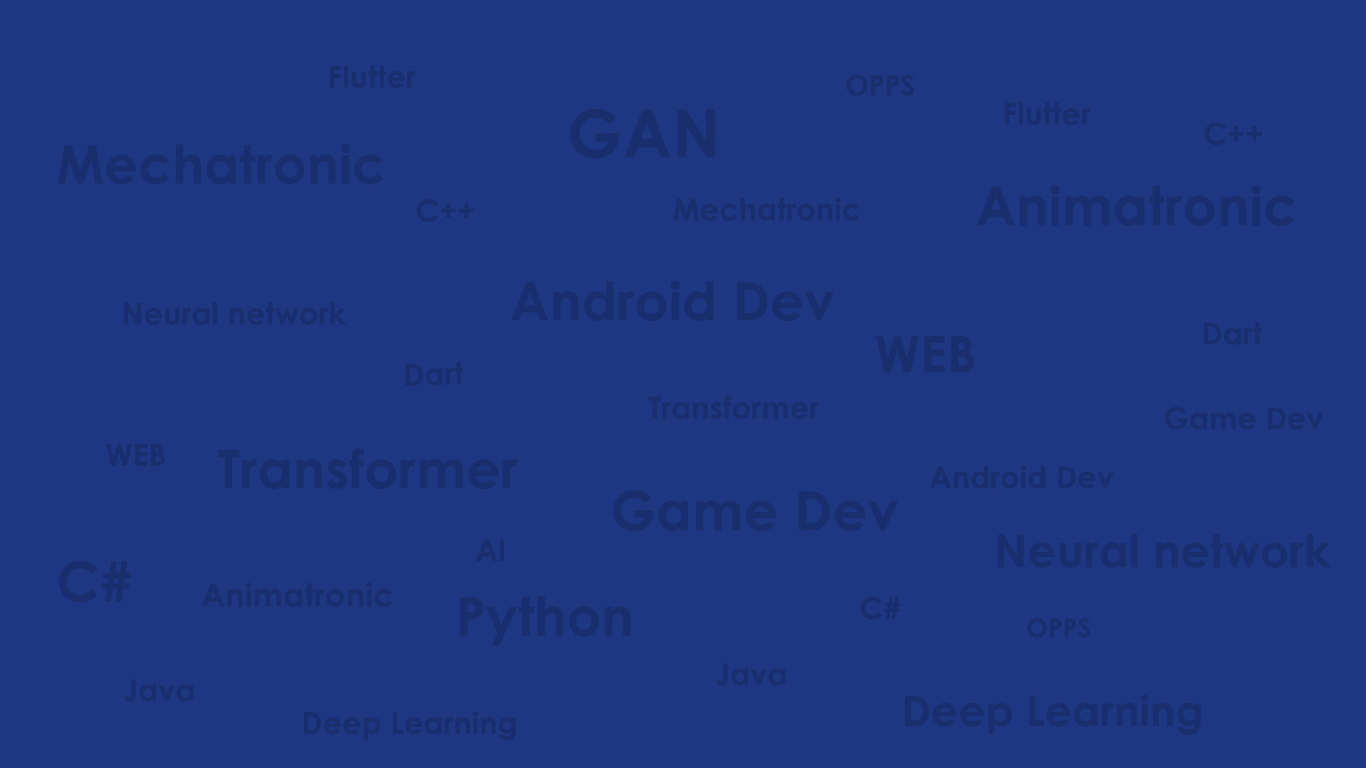 Flutter
OPPS
Flutter
GAN
C++
Mechatronic
C++
Mechatronic
Animatronic
Android Dev
Neural network
Dart
WEB
Dart
Transformer
Game Dev
WEB
Transformer
Android Dev
Game Dev
AI
Neural network
C#
Animatronic
Python
C#
OPPS
Java
Java
Deep Learning
Deep Learning